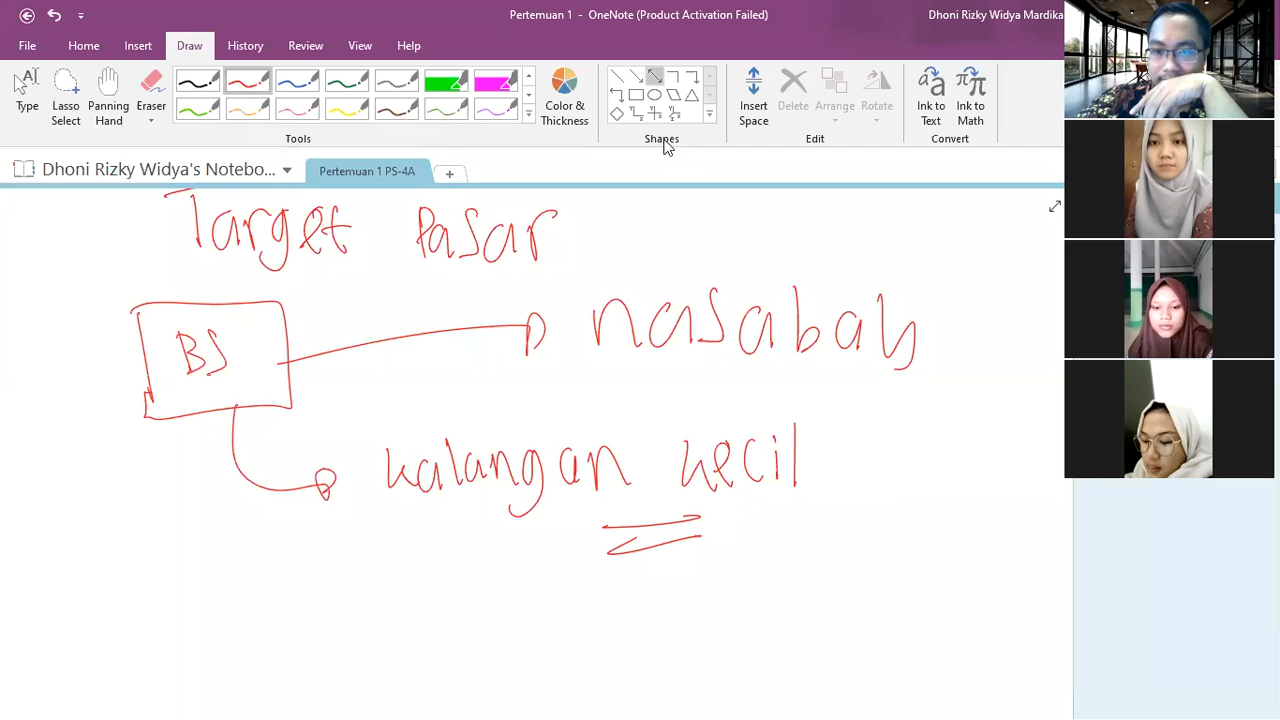 Pertemuan 1 - OneNote (Product Activation Failed)
Dhoni Rizky Widya Mardika
File Home Insert Draw History Review View Help
Type
Lasso Select
Panning Hand
Eraser
Color & Thickness
Insert Space
Delete
Arrange
Rotate
Ink to Text
Ink to Math
Tools
Shapes
Edit
Convert
Dhoni Rizky Widya's Notebo...
Pertemuan 1 PS-4A
Target Pasar
BS
nasabah
kalangan kecil